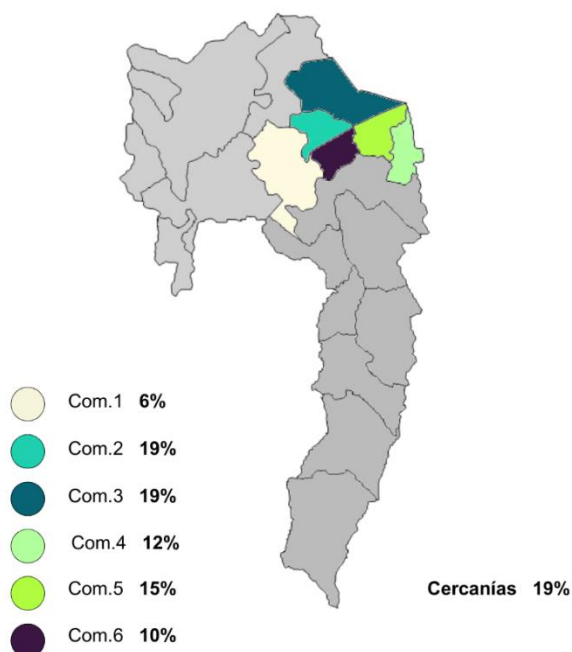 Com.1 6%
Com.2 19%
Com.3 19%
Com.4 12%
Com.5 15%
Cercanías 19%
Com.6 10%